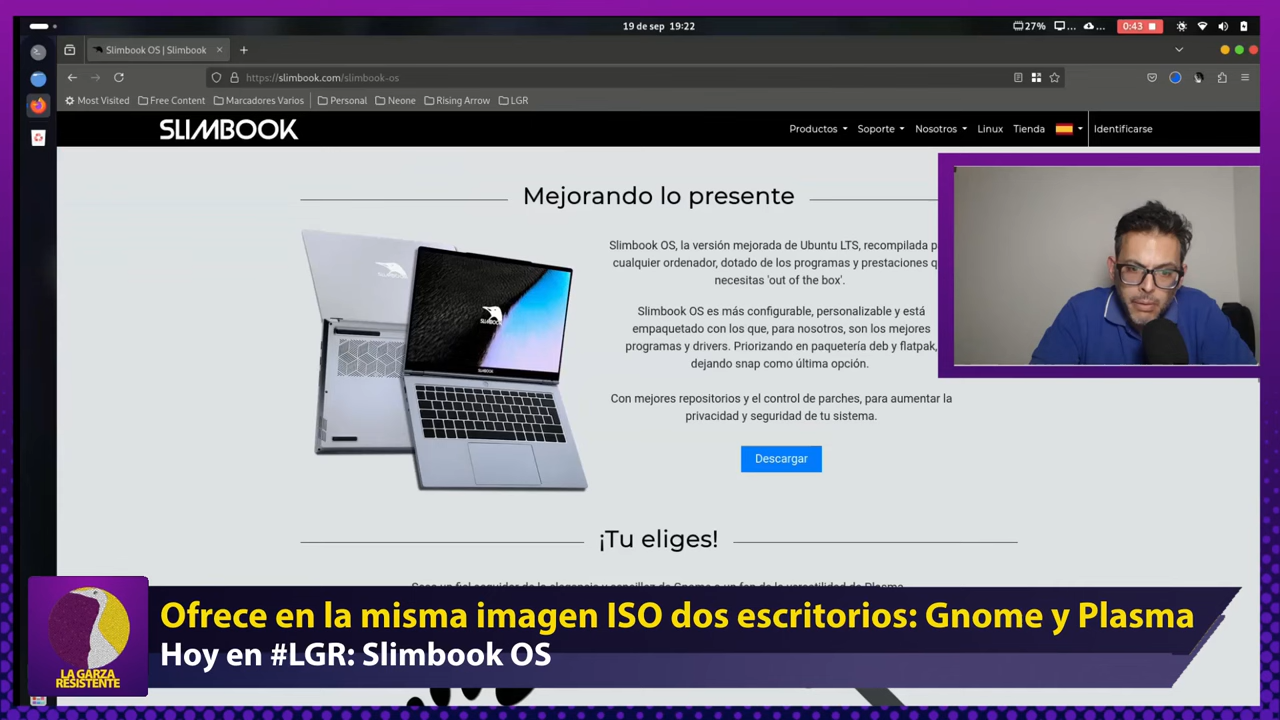 19 de sep 19:22
27%
...
...
0:43
Slimbook OS | Slimbook
https://slimbook.com/slimbook-os
Most Visited
Free Content
Marcadores Varios
Personal
Neone
Rising Arrow
LGR
SLIMBOOK
Productos
Soporte
Nosotros
Linux
Tienda
Identificarse
Mejorando lo presente
Slimbook OS, la versión mejorada de Ubuntu LTS, recompilada
cualquier ordenador, dotado de los programas y prestaciones
necesitas 'out of the box'.
Slimbook OS es más configurable, personalizable y está
empaquetado con los que, para nosotros, son los mejores
programas y drivers. Priorizando en paquetería deb y flatpak,
dejando snap como última opción.
Con mejores repositorios y el control de parches, para aumentar la
privacidad y seguridad de tu sistema.
Descargar
¡Tu eliges!
Ofrece en la misma imagen ISO dos escritorios: Gnome y Plasma
Hoy en #LGR: Slimbook OS
LA GARZA
RESISTENTE